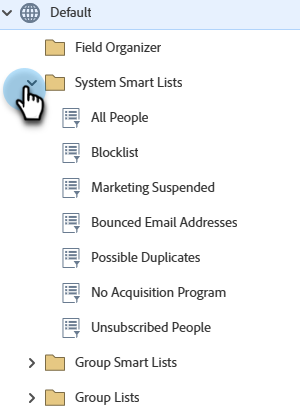 Default
Field Organizer
System Smart Lists
All People
Blocklist
Marketing Suspended
Bounced Email Addresses
Possible Duplicates
No Acquisition Program
Unsubscribed People
Group Smart Lists
Group Lists